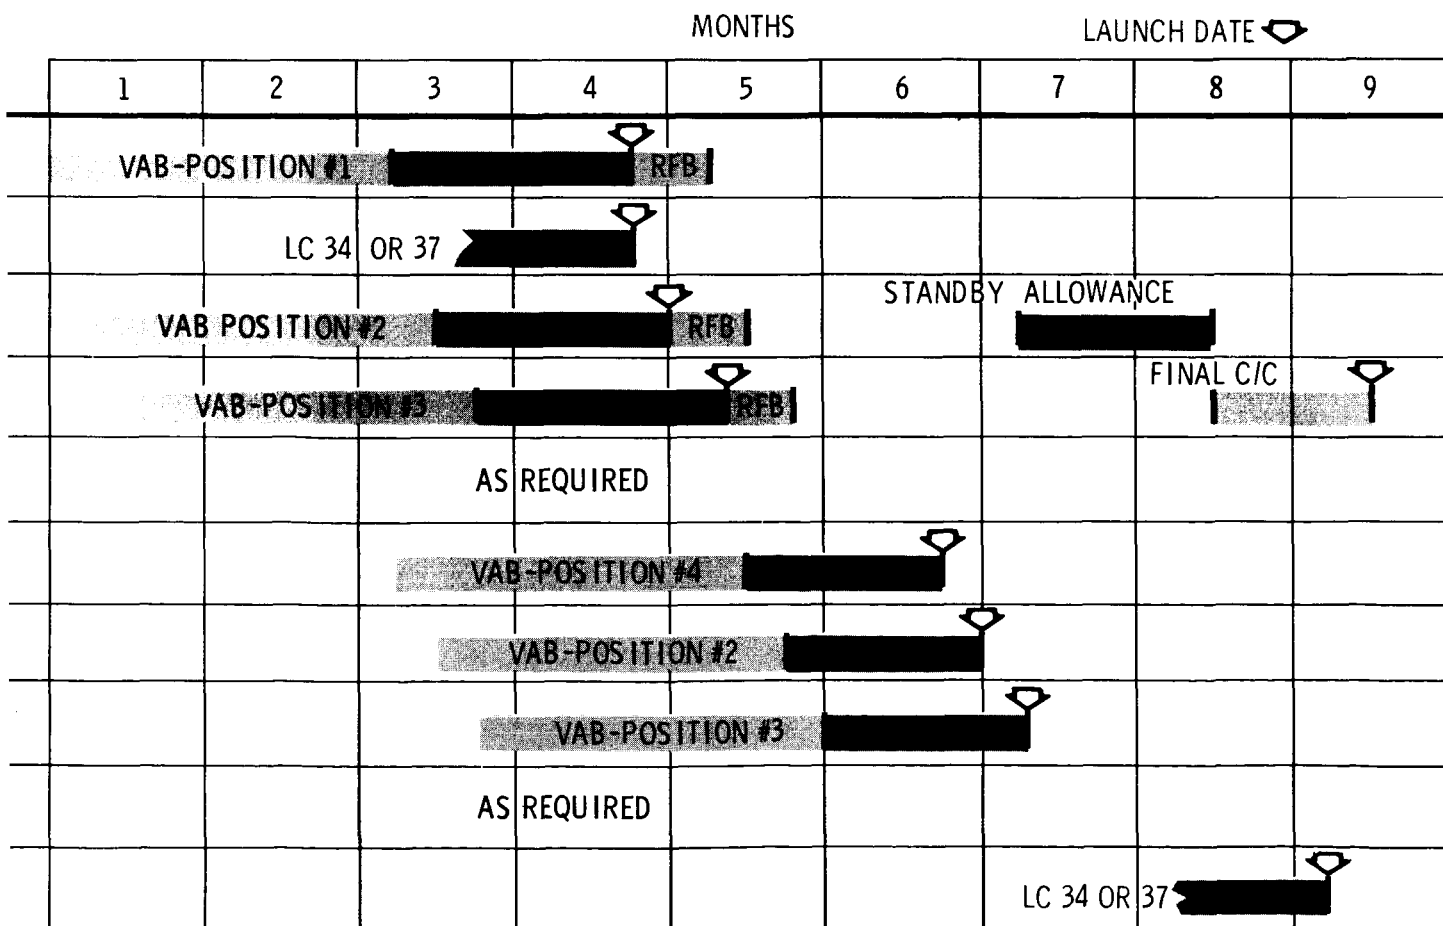 MONTHS LAUNCH DATE
1 2 3 4 5 6 7 8 9
VAB-POSITION #1 RFB
LC 34 OR 37
STANDBY ALLOWANCE
VAB POSITION #2 RFB
FINAL C/C
VAB-POSITION #3 RFB
AS REQUIRED
VAB-POSITION #4
VAB-POSITION #2
VAB-POSITION #3
AS REQUIRED
LC 34 OR 37